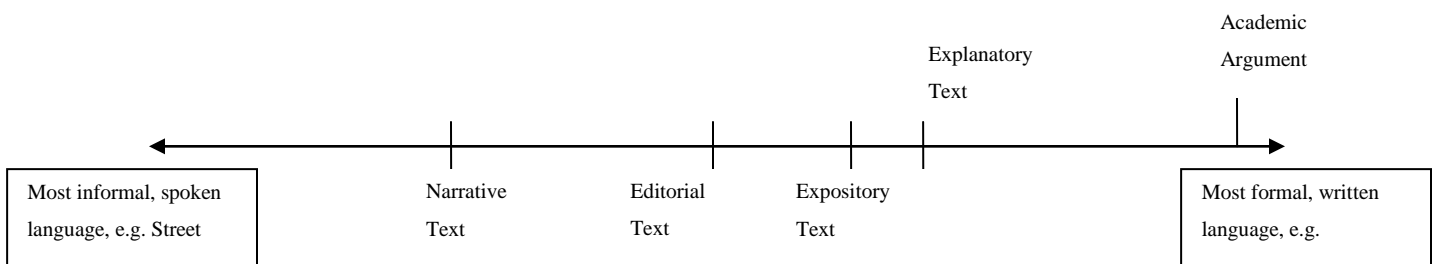 Academic
Argument
Explanatory
Text
Most informal, spoken
language, e.g. Street
Narrative
Text
Editorial
Text
Expository
Text
Most formal, written
language, e.g.